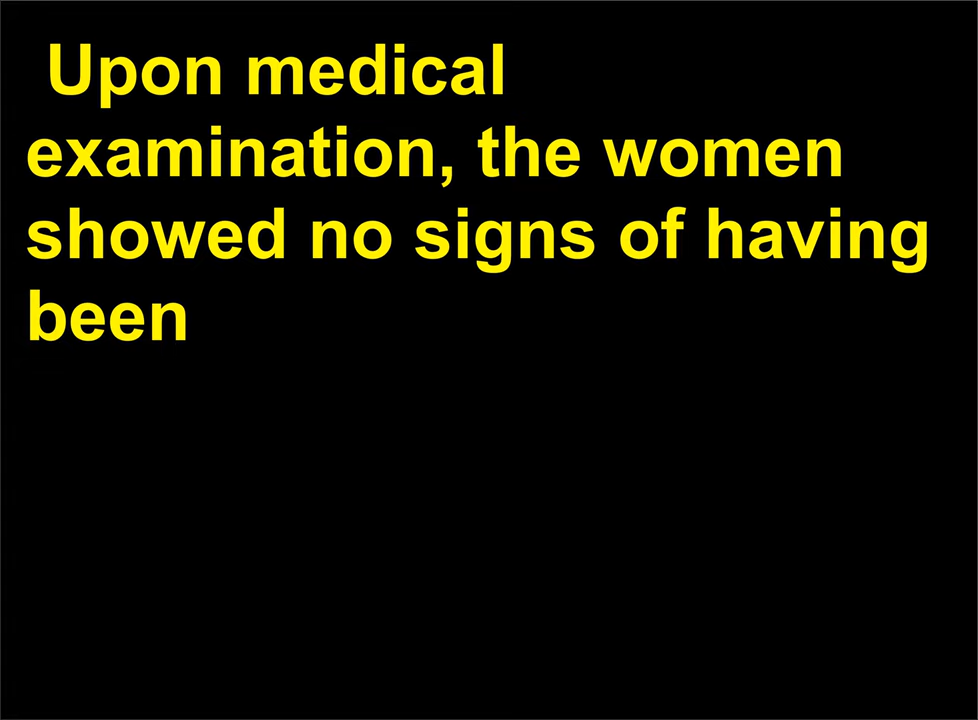 Upon medical
examination, the women
showed no signs of having
been